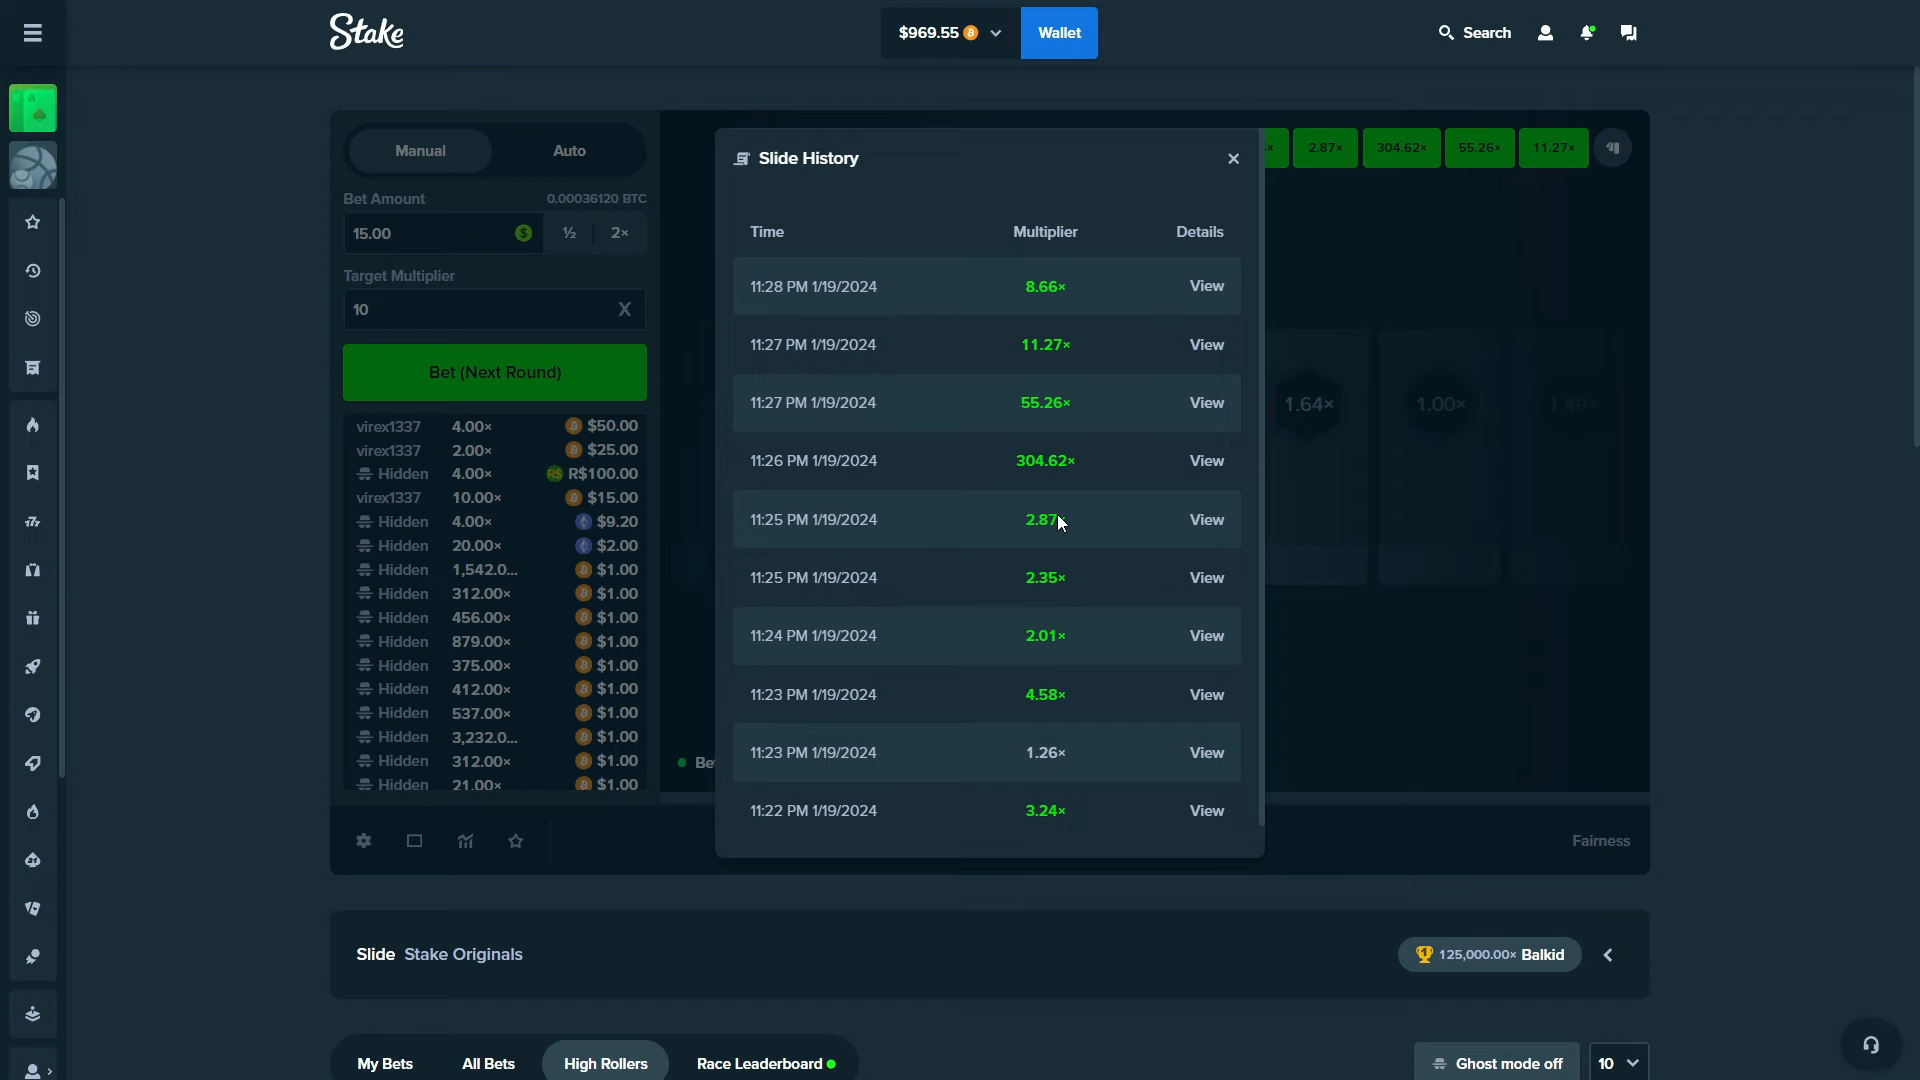 Stake
$969.55
Wallet
Search
Manual
Auto
Bet Amount
0.00036120 BTC
15.00
½
2×
Target Multiplier
10
X
Bet (Next Round)
virex1337 4.00× $50.00
virex1337 2.00× $25.00
Hidden 4.00× R$ R$100.00
virex1337 10.00× $15.00
Hidden 4.00× $9.20
Hidden 20.00× $2.00
Hidden 1,542.0... $1.00
Hidden 312.00× $1.00
Hidden 456.00× $1.00
Hidden 879.00× $1.00
Hidden 375.00× $1.00
Hidden 412.00× $1.00
Hidden 537.00× $1.00
Hidden 3,232.0... $1.00
Hidden 312.00× $1.00
Hidden 21.00× $1.00
Slide History
Time Multiplier Details
11:28 PM 1/19/2024 8.66× View
11:27 PM 1/19/2024 11.27× View
11:27 PM 1/19/2024 55.26× View
11:26 PM 1/19/2024 304.62× View
11:25 PM 1/19/2024 2.87 View
11:25 PM 1/19/2024 2.35× View
11:24 PM 1/19/2024 2.01× View
11:23 PM 1/19/2024 4.58× View
11:23 PM 1/19/2024 1.26× View
11:22 PM 1/19/2024 3.24× View
2.87× 304.62× 55.26× 11.27×
1.64× 1.00× 1.49×
Be
Fairness
Slide Stake Originals
125,000.00× Balkid
My Bets
All Bets
High Rollers
Race Leaderboard
Ghost mode off
10